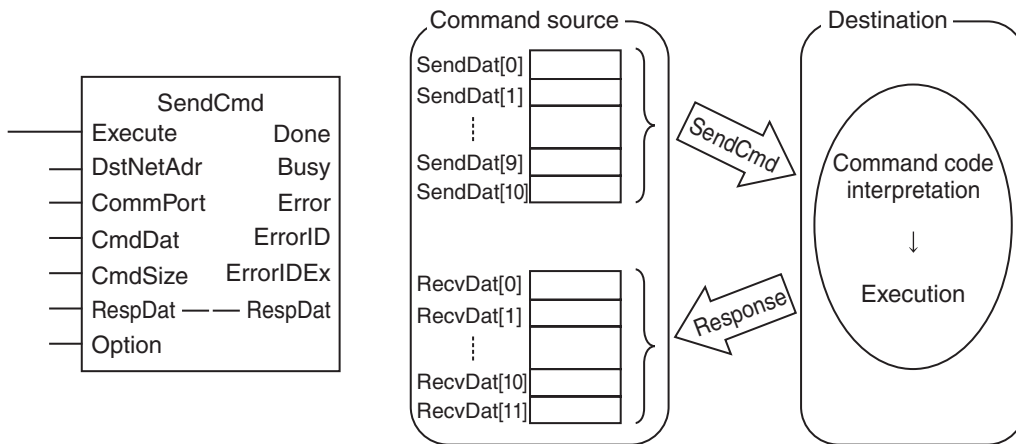 SendCmd
Execute Done
DstNetAdr Busy
CommPort Error
CmdDat ErrorID
CmdSize ErrorIDEx
RespDat RespDat
Option
Command source
SendDat[0]
SendDat[1]
SendDat[9]
SendDat[10]
RecvDat[0]
RecvDat[1]
RecvDat[10]
RecvDat[11]
SendCmd
Response
Destination
Command code
interpretation
↓
Execution